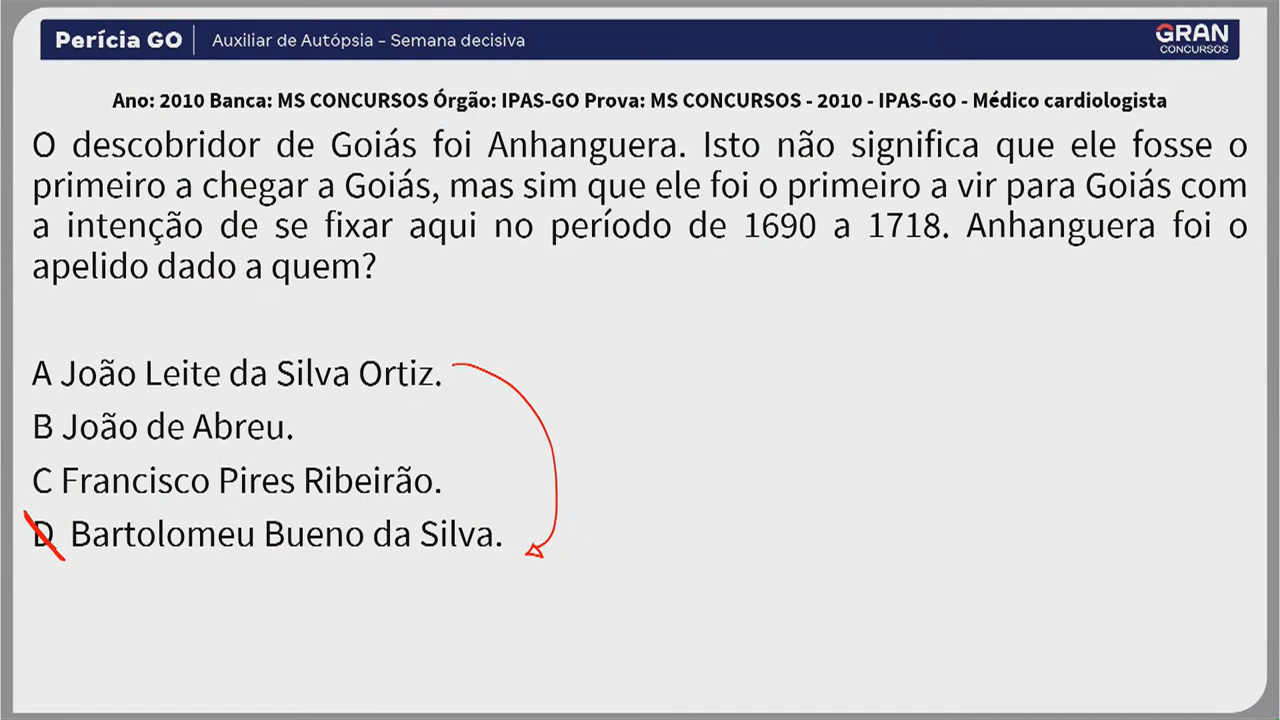 Perícia GO Auxiliar de Autópsia – Semana decisiva GRAN CONCURSOS
Ano: 2010 Banca: MS CONCURSOS Órgão: IPAS-GO Prova: MS CONCURSOS - 2010 - IPAS-GO - Médico cardiologista
O descobridor de Goiás foi Anhanguera. Isto não significa que ele fosse o
primeiro a chegar a Goiás, mas sim que ele foi o primeiro a vir para Goiás com
a intenção de se fixar aqui no período de 1690 a 1718. Anhanguera foi o
apelido dado a quem?
A João Leite da Silva Ortiz.
B João de Abreu.
C Francisco Pires Ribeirão.
D Bartolomeu Bueno da Silva.